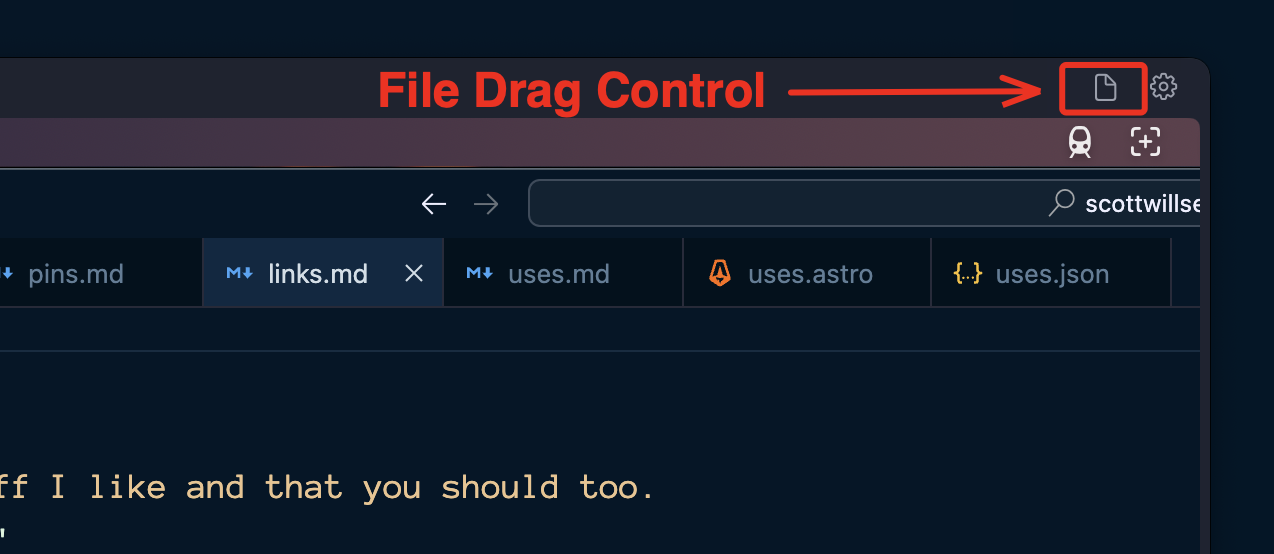 File Drag Control
scottwillse
pins.md
links.md
uses.md
{...} uses.json
uses.astro
ff I like and that you should too.
"